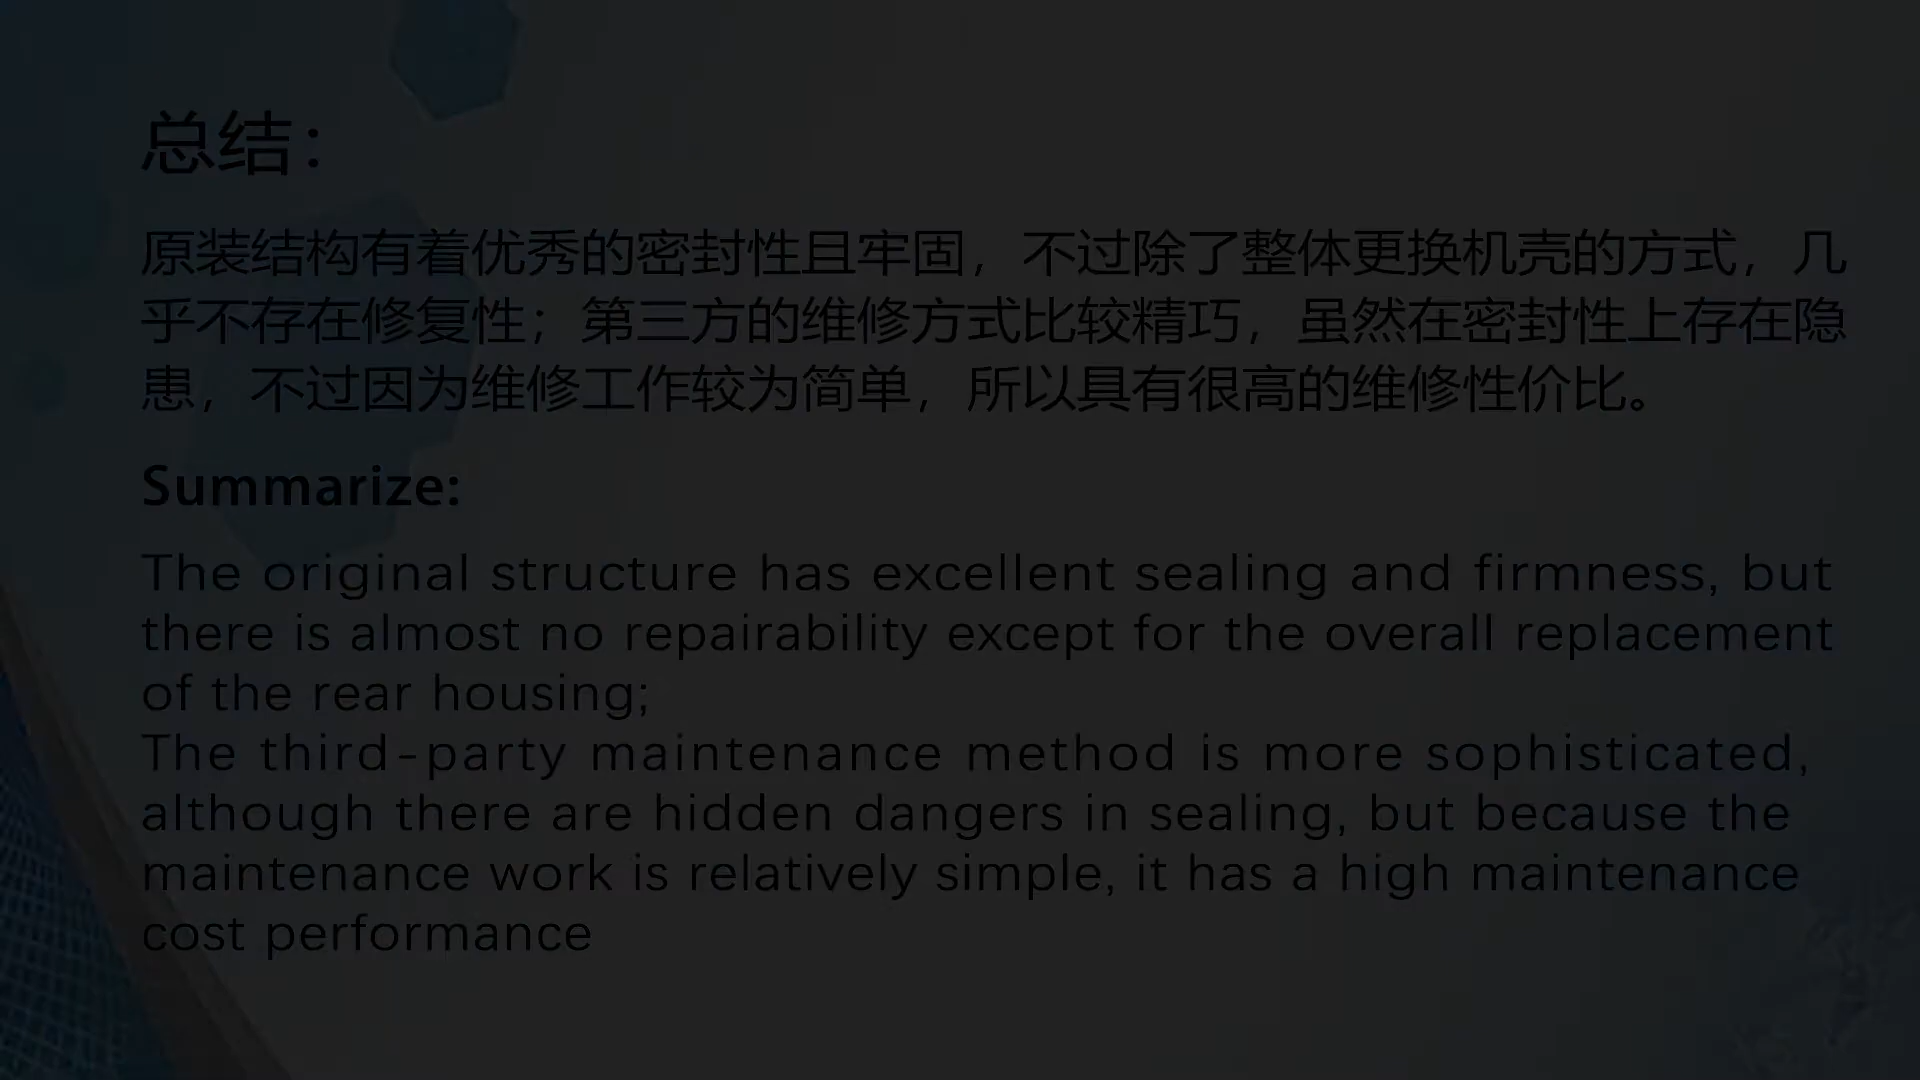 总结：
原装结构有着优秀的密封性且牢固，不过除了整体更换机壳的方式，几
乎不存在修复性；第三方的维修方式比较精巧，虽然在密封性上存在隐
患，不过因为维修工作较为简单，所以具有很高的维修性价比。
Summarize:
The original structure has excellent sealing and firmness, but
there is almost no repairability except for the overall replacement
of the rear housing;
The third-party maintenance method is more sophisticated,
although there are hidden dangers in sealing, but because the
maintenance work is relatively simple, it has a high maintenance
cost performance